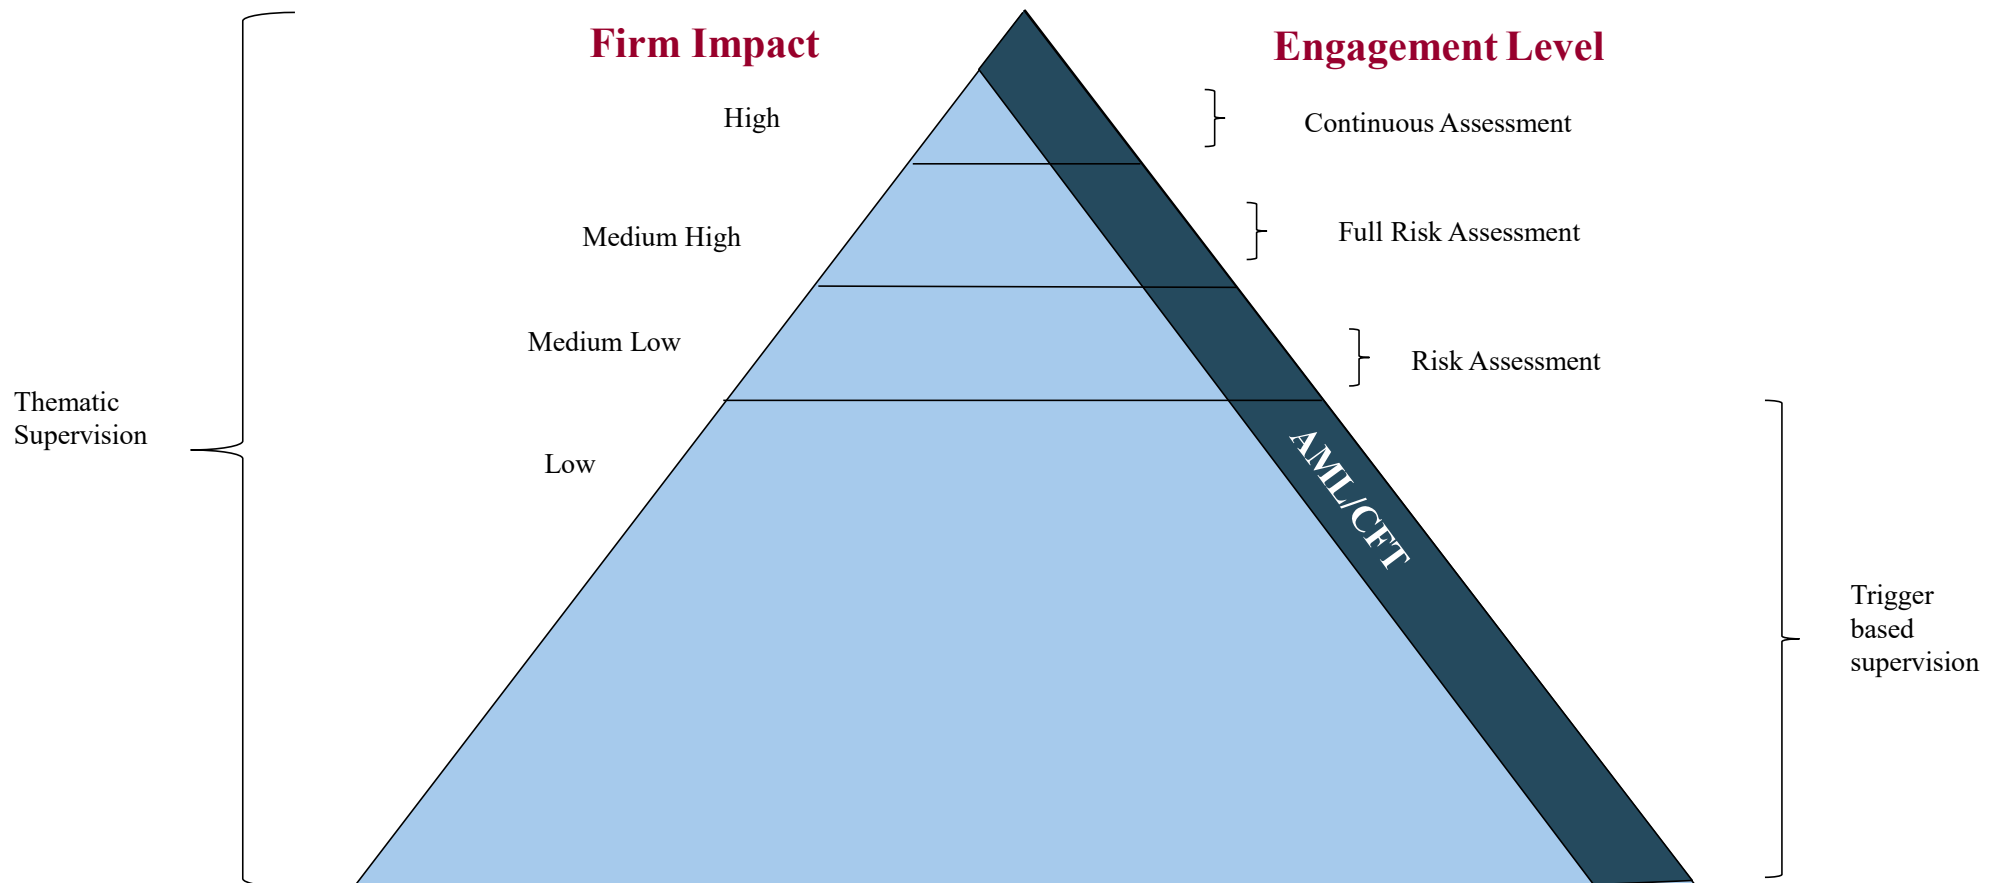 Firm Impact
Engagement Level
High
Continuous Assessment
Medium High
Full Risk Assessment
Medium Low
Risk Assessment
Thematic
Supervision
Low
AML/CFT
Trigger
based
supervision